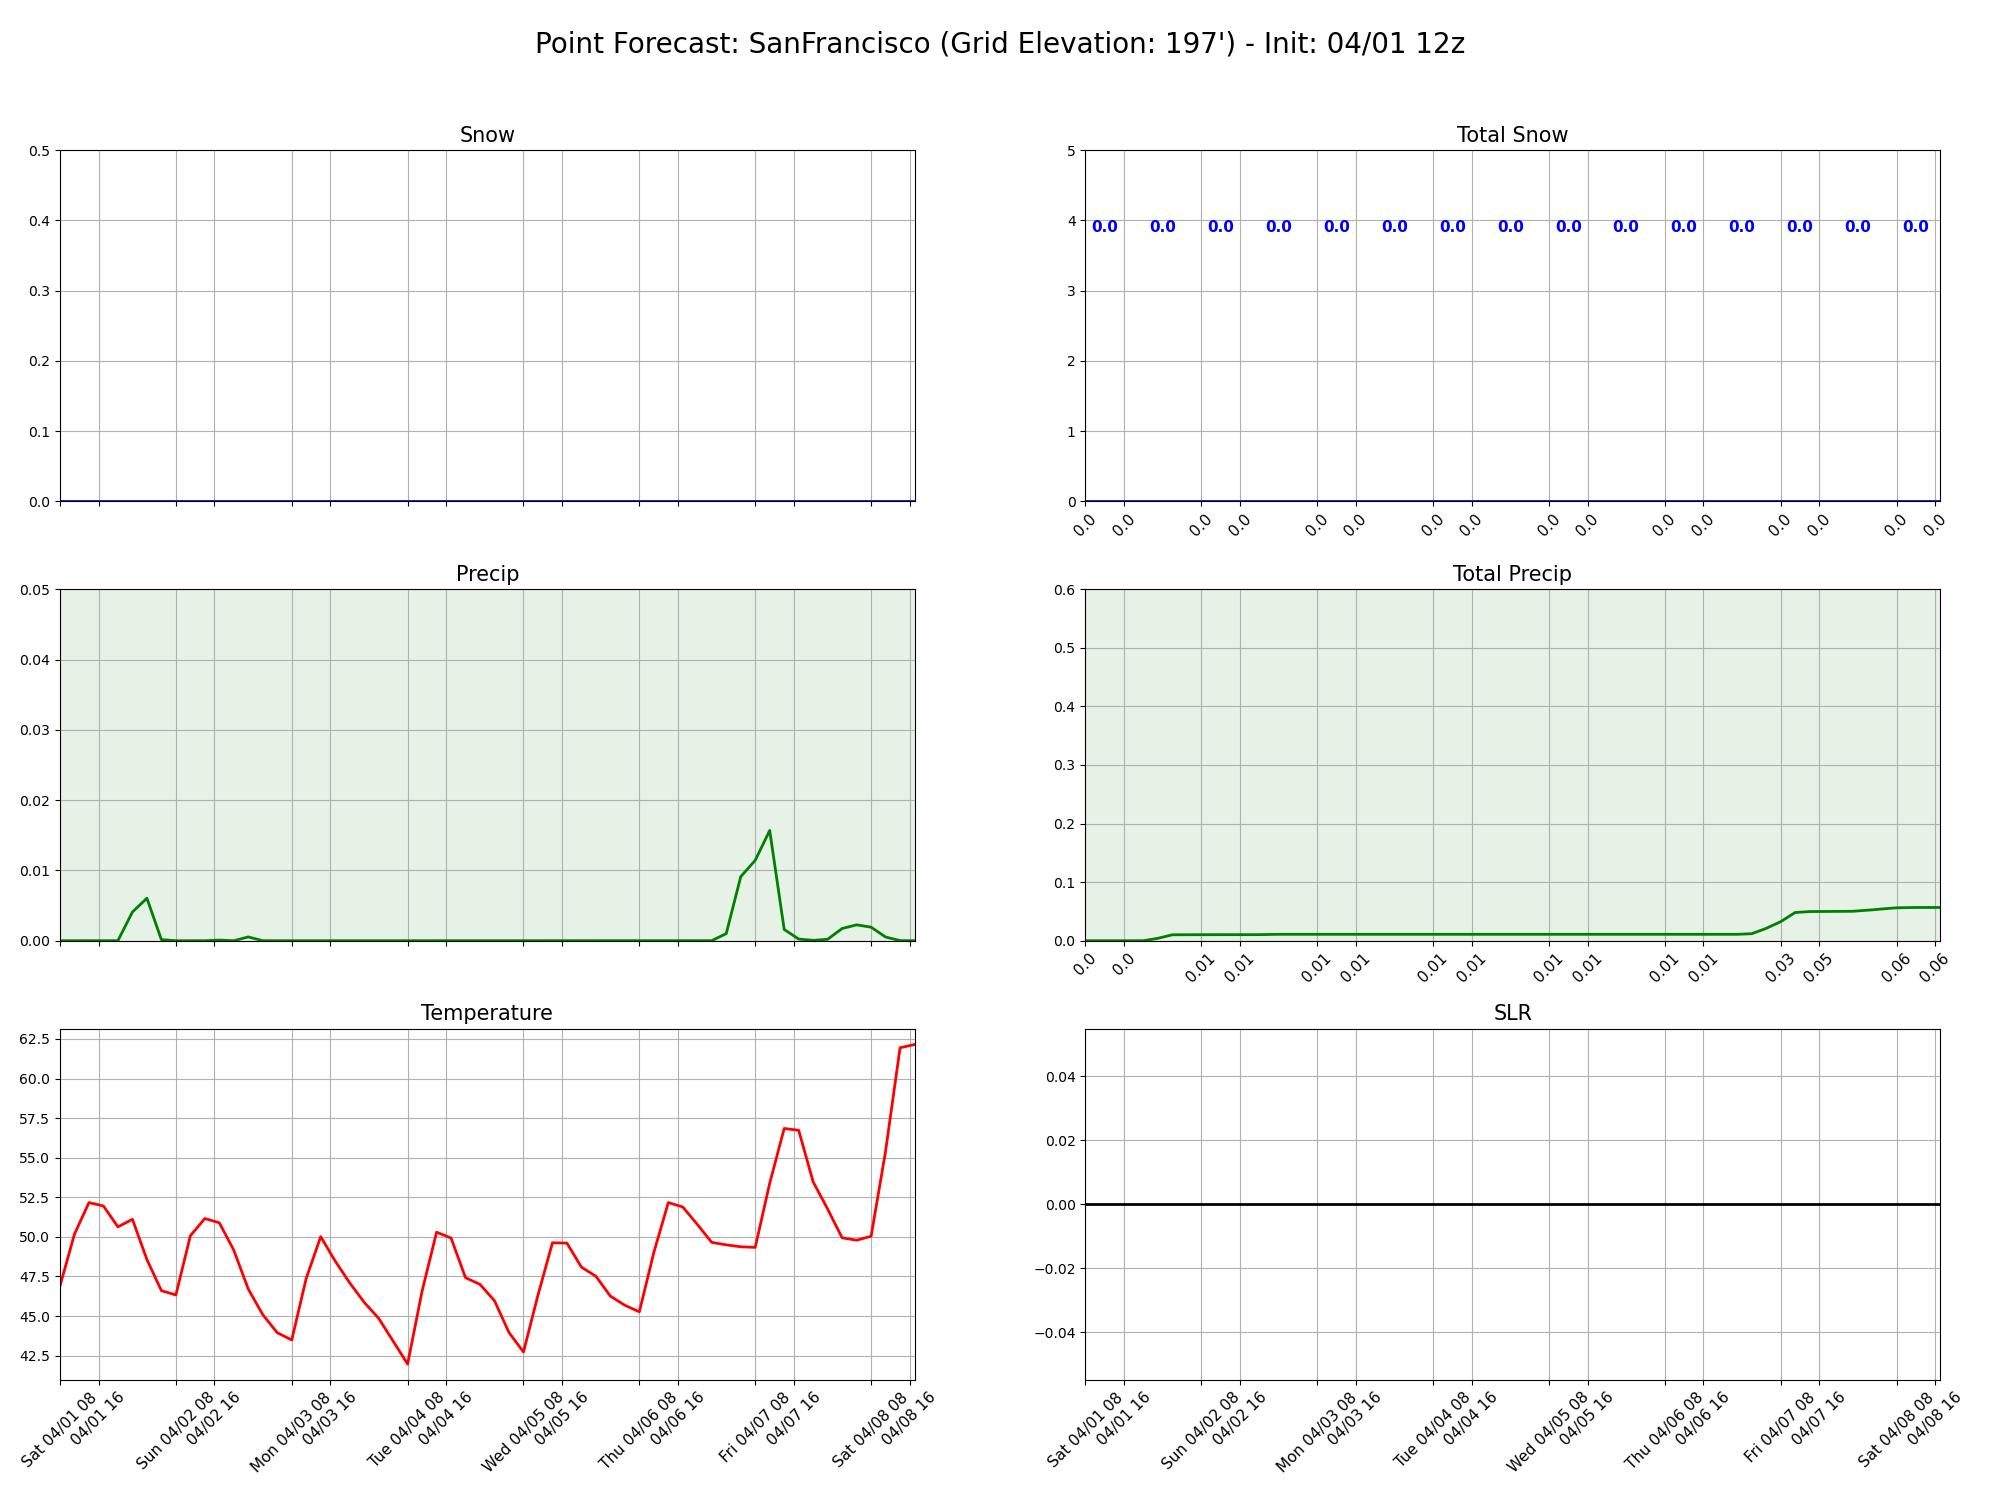 Point Forecast: SanFrancisco (Grid Elevation: 197') - Init: 04/01 12z
Snow
0.5
0.4
0.3
0.2
0.1
0.0
Total Snow
5
4
3
2
1
0
0.0 0.0 0.0 0.0 0.0 0.0 0.0 0.0 0.0 0.0 0.0 0.0 0.0 0.0 0.0
0.0 0.0 0.0 0.0 0.0 0.0 0.0 0.0 0.0 0.0 0.0 0.0 0.0 0.0 0.0 0.0
Precip
0.05
0.04
0.03
0.02
0.01
0.00
Total Precip
0.6
0.5
0.4
0.3
0.2
0.1
0.0
0.0 0.0 0.01 0.01 0.01 0.01 0.01 0.01 0.01 0.01 0.01 0.01 0.03 0.05 0.06 0.06
Temperature
62.5
60.0
57.5
55.0
52.5
50.0
47.5
45.0
42.5
Sat 04/01 08
04/01 16
Sun 04/02 08
04/02 16
Mon 04/03 08
04/03 16
Tue 04/04 08
04/04 16
Wed 04/05 08
04/05 16
Thu 04/06 08
04/06 16
Fri 04/07 08
04/07 16
Sat 04/08 08
04/08 16
SLR
0.04
0.02
0.00
−0.02
−0.04
Sat 04/01 08
04/01 16
Sun 04/02 08
04/02 16
Mon 04/03 08
04/03 16
Tue 04/04 08
04/04 16
Wed 04/05 08
04/05 16
Thu 04/06 08
04/06 16
Fri 04/07 08
04/07 16
Sat 04/08 08
04/08 16